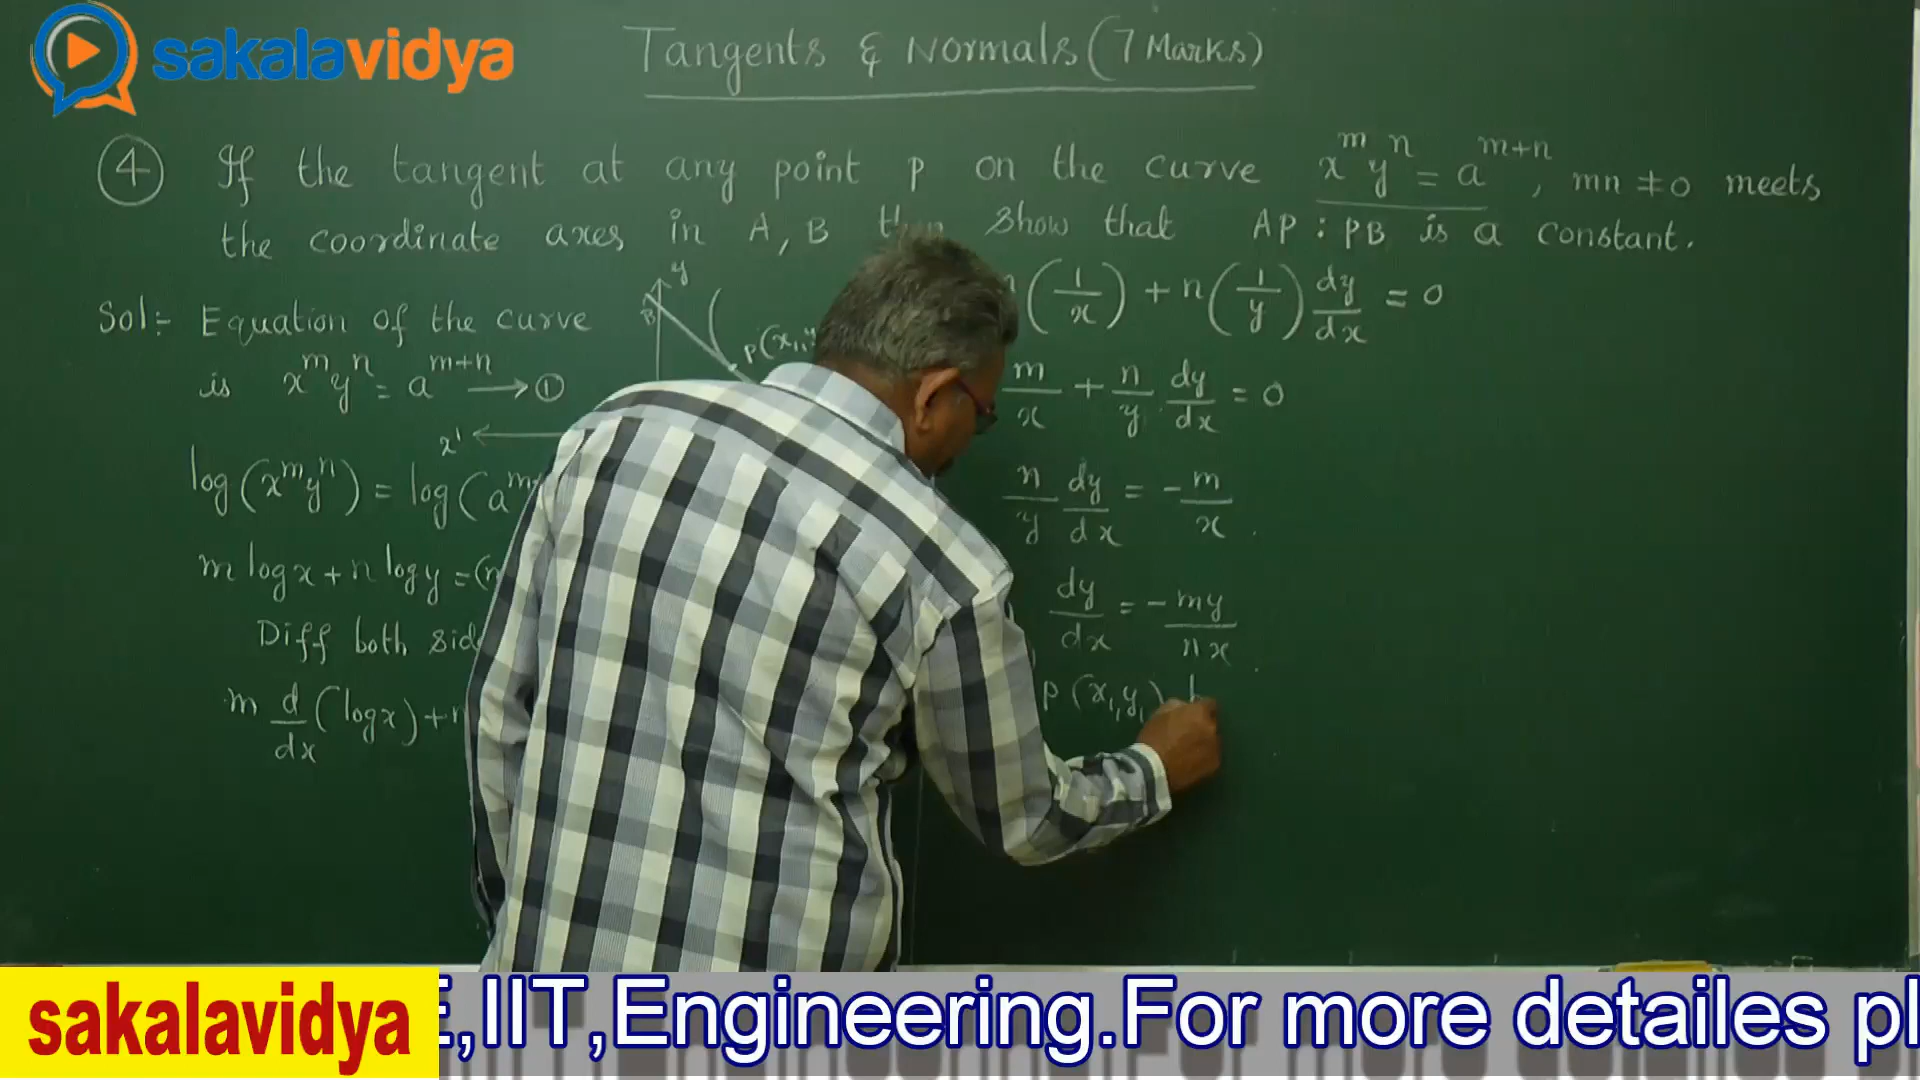 sakalavidya
Tangents & Normals (7 Marks)
④ If the tangent at any point P on the curve x^m y^n = a^(m+n), mn ≠ 0 meets
the coordinate axes in A, B then show that AP : PB is a constant.
Sol:- Equation of the curve
is x^m y^n = a^(m+n) → ①
log(x^m y^n) = log(a^m
m log x + n log y = (
Diff both
m d/dx (log x) +
y
B
P(x₁,
x'
(1/x) + n(1/y) dy/dx = 0
m/x + n/y dy/dx = 0
n/y dy/dx = -m/x
dy/dx = -my/nx
P(x₁, y₁)
sakalavidya
,IIT,Engineering.For more detailes pl